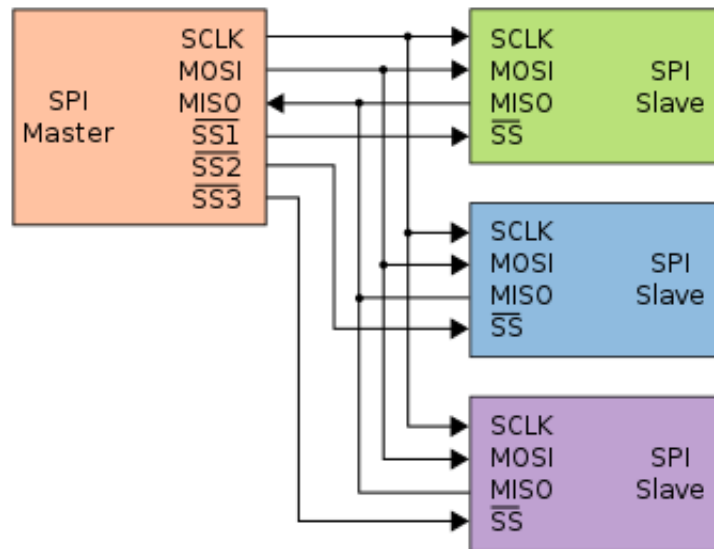 SCLK
MOSI
MISO
SS1
SS2
SS3
SPI
Master
SCLK
MOSI
MISO
SS
SPI
Slave
SCLK
MOSI
MISO
SS
SPI
Slave
SCLK
MOSI
MISO
SS
SPI
Slave